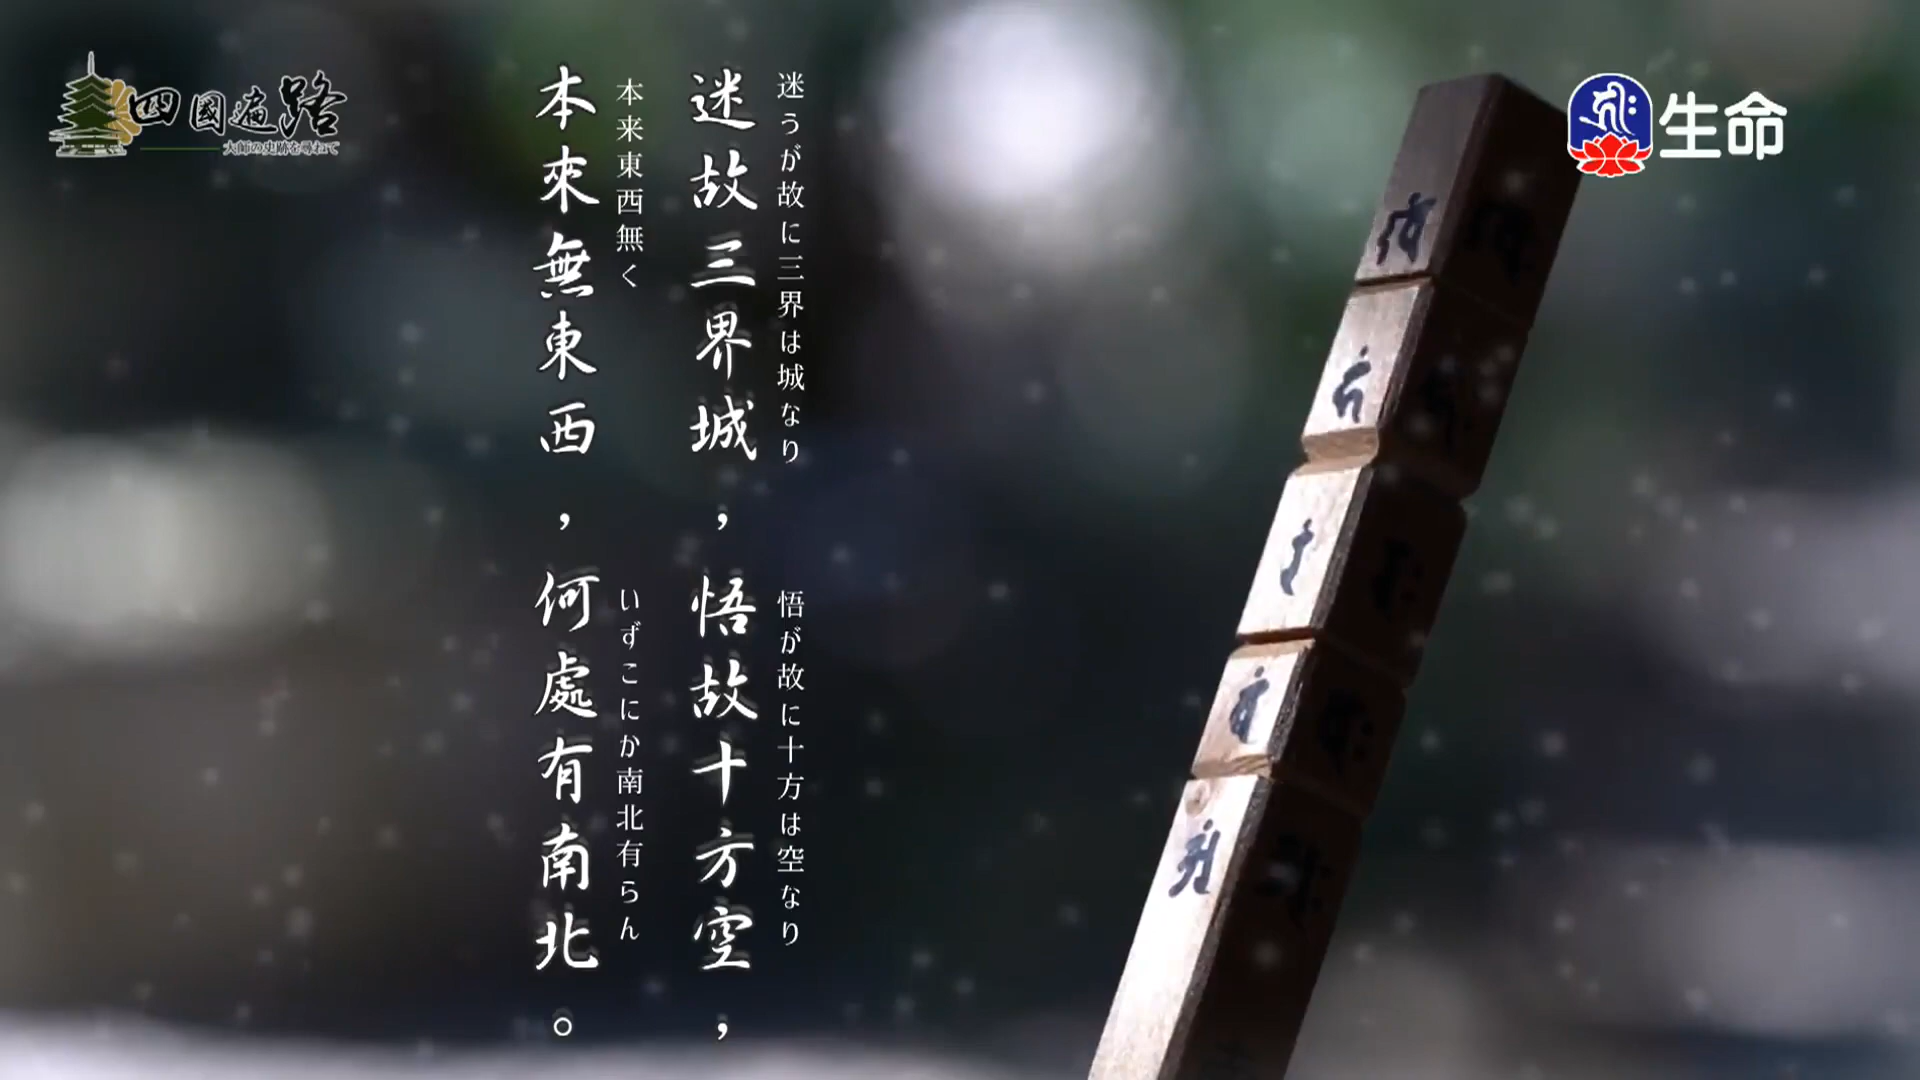 四國遍路
大師の史跡を尋ねて
生命
迷うが故に三界は城なり
悟が故に十方は空なり
迷故三界城，悟故十方空，
本来東西無く
いずこにか南北有らん
本來無東西，何處有南北。